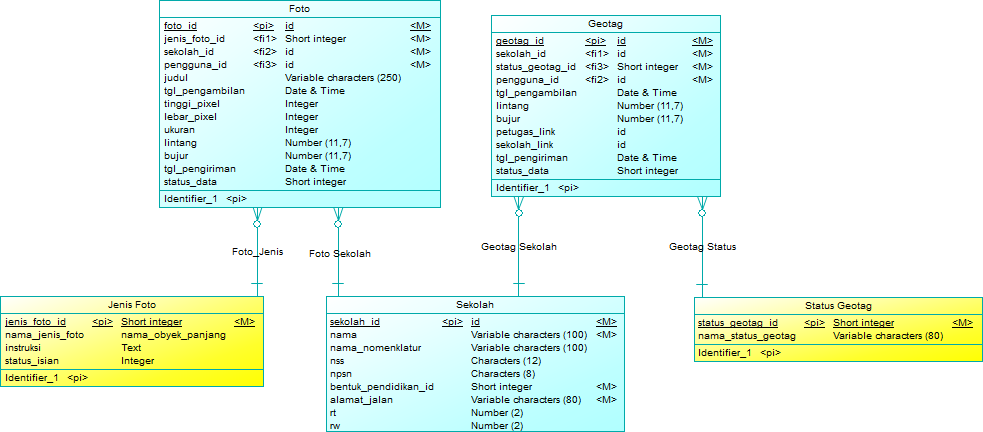 Foto
foto_id <pi> id <M>
jenis_foto_id <fi1> Short integer <M>
sekolah_id <fi2> id <M>
pengguna_id <fi3> id <M>
judul Variable characters (250)
tgl_pengambilan Date & Time
tinggi_pixel Integer
lebar_pixel Integer
ukuran Integer
lintang Number (11,7)
bujur Number (11,7)
tgl_pengiriman Date & Time
status_data Short integer
Identifier_1 <pi>
Geotag
geotag_id <pi> id <M>
sekolah_id <fi1> id <M>
status_geotag_id <fi3> Short integer <M>
pengguna_id <fi2> id <M>
tgl_pengambilan Date & Time
lintang Number (11,7)
bujur Number (11,7)
petugas_link id
sekolah_link id
tgl_pengiriman Date & Time
status_data Short integer
Identifier_1 <pi>
Foto_Jenis
Foto Sekolah
Geotag Sekolah
Geotag Status
Jenis Foto
jenis_foto_id <pi> Short integer <M>
nama_jenis_foto nama_obyek_panjang
instruksi Text
status_isian Integer
Identifier_1 <pi>
Sekolah
sekolah_id <pi> id <M>
nama Variable characters (100) <M>
nama_nomenklatur Variable characters (100)
nss Characters (12)
npsn Characters (8)
bentuk_pendidikan_id Short integer <M>
alamat_jalan Variable characters (80) <M>
rt Number (2)
rw Number (2)
Status Geotag
status_geotag_id <pi> Short integer <M>
nama_status_geotag Variable characters (80)
Identifier_1 <pi>